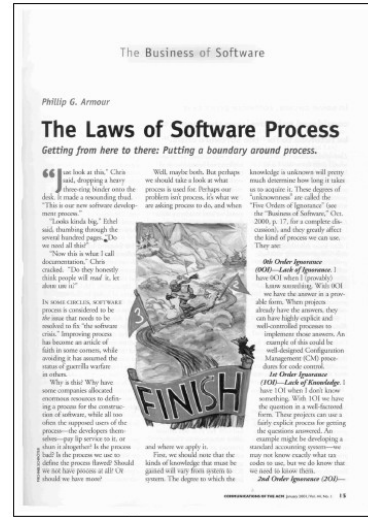 The Business of Software
Phillip G. Armour
The Laws of Software Process
Getting from here to there: Putting a boundary around process.
“Just look at this,” Chris
said, dropping a heavy
three-ring binder onto the
desk. It made a resounding thud.
“This is our new software develop-
ment process.”
“Looks kinda big,” Ethel
said, thumbing through the
several hundred pages. “Do
we need all this?”
“Now this is what I call
documentation,” Chris
crackled. “Do they honestly
think people will read it, let
alone use it?”
IN SOME CIRCLES, SOFTWARE
process is considered to be
the issue that needs to be
resolved to fix “the software
crisis.” Improving process
has become an article of
faith in some corners, while
avoiding it has assumed the
status of guerrilla warfare
in others.
Why is this? Why have
some companies allocated
enormous resources to defin-
ing a process for the construc-
tion of software, while all too
often the supposed users of the
process—the developers them-
selves—pay lip service to it, or
shun it altogether? Is the process
bad? Is the process we use to
define the process flawed? Should
we not have process at all? Or
should we have more?
Well, maybe both. But perhaps
we should take a look at what
process is used for. Perhaps our
problem isn't process, it's what we
are asking process to do, and when
FINISH
and where we apply it.
First, we should note that the
kinds of knowledge that must be
gained will vary from system to
system. The degree to which the
knowledge is unknown will pretty
much determine how long it takes
us to acquire it. These degrees of
“unknownness” are called the
“Five Orders of Ignorance” (see
the “Business of Software,” Oct.
2000, p. 17, for a complete dis-
cussion), and they greatly affect
the kind of process we can use.
They are:
0th Order Ignorance
(0OI)—Lack of Ignorance. I
have 0OI when I (provably)
know something. With 0OI
we have the answer in a prov-
able form. When projects
already have the answers, they
can have highly explicit and
well-controlled processes to
implement those answers. An
example of this could be
well-designed Configuration
Management (CM) proce-
dures for code control.
1st Order Ignorance
(1OI)—Lack of Knowledge. I
have 1OI when I don't know
something. With 1OI we have
the question in a well-factored
form. These projects can use a
fairly explicit process for getting
the questions answered. An
example might be developing a
standard accounting system—we
may not know exactly what tax
codes to use, but we do know that
we need to know them.
2nd Order Ignorance (2OI)—
COMMUNICATIONS OF THE ACM January 2001/Vol. 44, No. 1 15